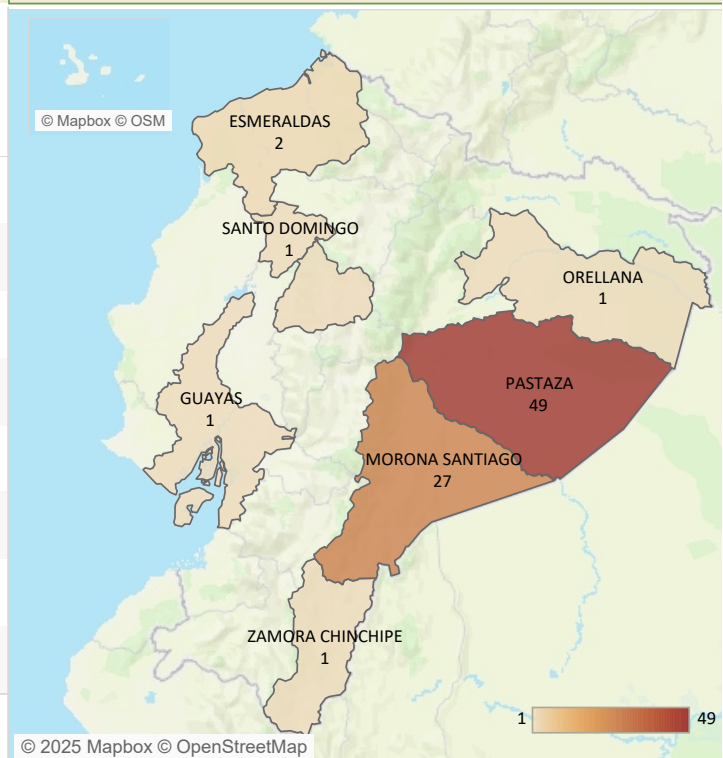 © Mapbox © OSM
ESMERALDAS
2
SANTO DOMINGO
1
ORELLANA
1
PASTAZA
49
GUAYAS
1
MORONA SANTIAGO
27
ZAMORA CHINCHIPE
1
1 49
© 2025 Mapbox © OpenStreetMap